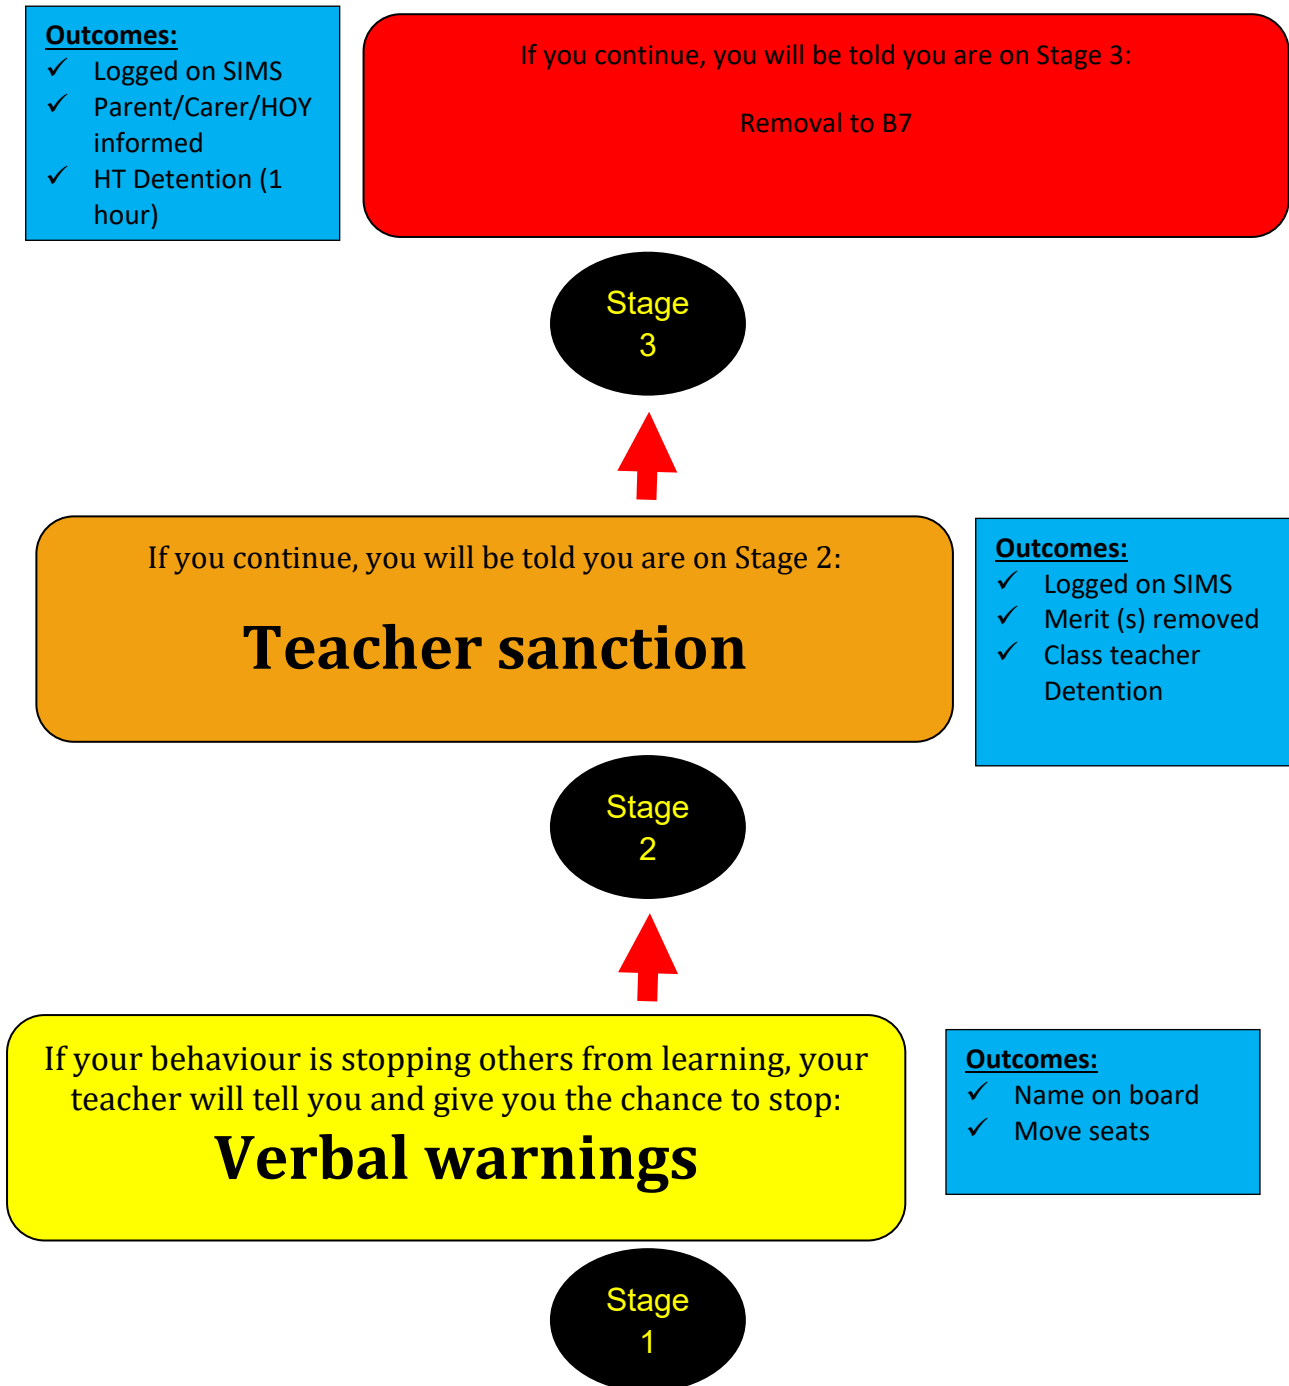 Outcomes:
✓ Logged on SIMS
✓ Parent/Carer/HOY
informed
✓ HT Detention (1
hour)
If you continue, you will be told you are on Stage 3:
Removal to B7
Stage
3
If you continue, you will be told you are on Stage 2:
Teacher sanction
Outcomes:
✓ Logged on SIMS
✓ Merit (s) removed
✓ Class teacher
Detention
Stage
2
If your behaviour is stopping others from learning, your
teacher will tell you and give you the chance to stop:
Verbal warnings
Outcomes:
✓ Name on board
✓ Move seats
Stage
1